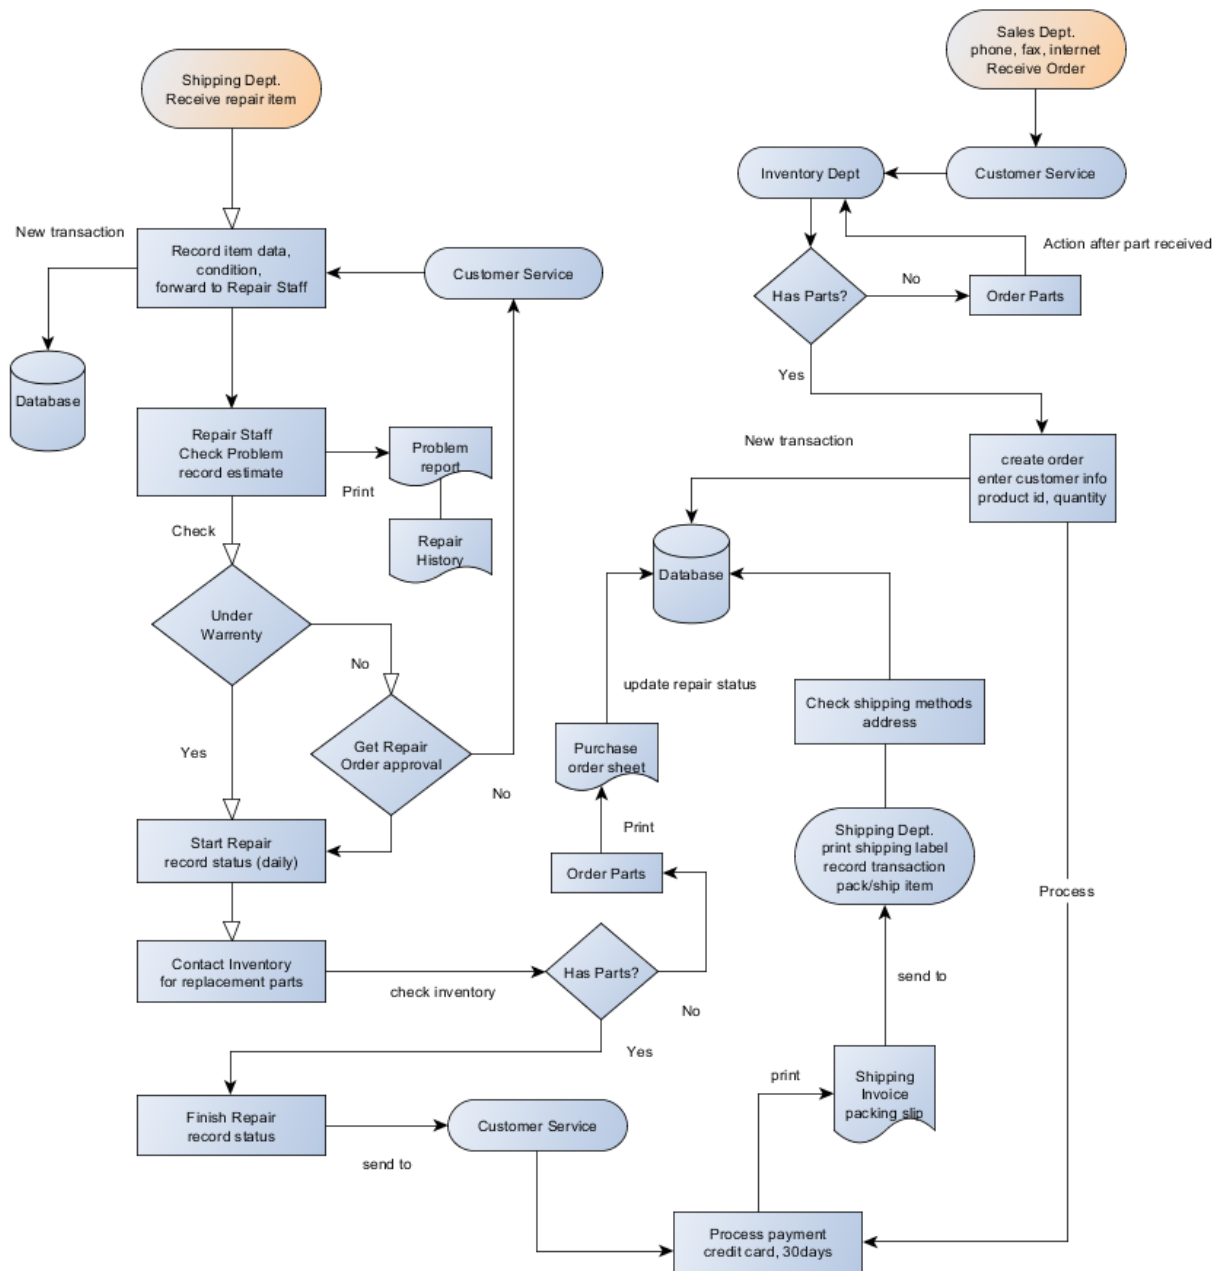 Sales Dept.
phone, fax, internet
Receive Order
Shipping Dept.
Receive repair item
Inventory Dept
Customer Service
New transaction
Record item data,
condition,
forward to Repair Staff
Customer Service
Action after part received
Has Parts?
No
Order Parts
Yes
Database
Repair Staff
Check Problem
record estimate
Problem
report
Print
New transaction
create order
enter customer info
product id, quantity
Check
Repair
History
Database
Under
Warrenty
No
update repair status
Check shipping methods
address
Yes
Get Repair
Order approval
No
Purchase
order sheet
Print
Start Repair
record status (daily)
Order Parts
Shipping Dept.
print shipping label
record transaction
pack/ship item
Process
Contact Inventory
for replacement parts
check inventory
Has Parts?
No
send to
Yes
print
Shipping
Invoice
packing slip
Finish Repair
record status
send to
Customer Service
Process payment
credit card, 30days